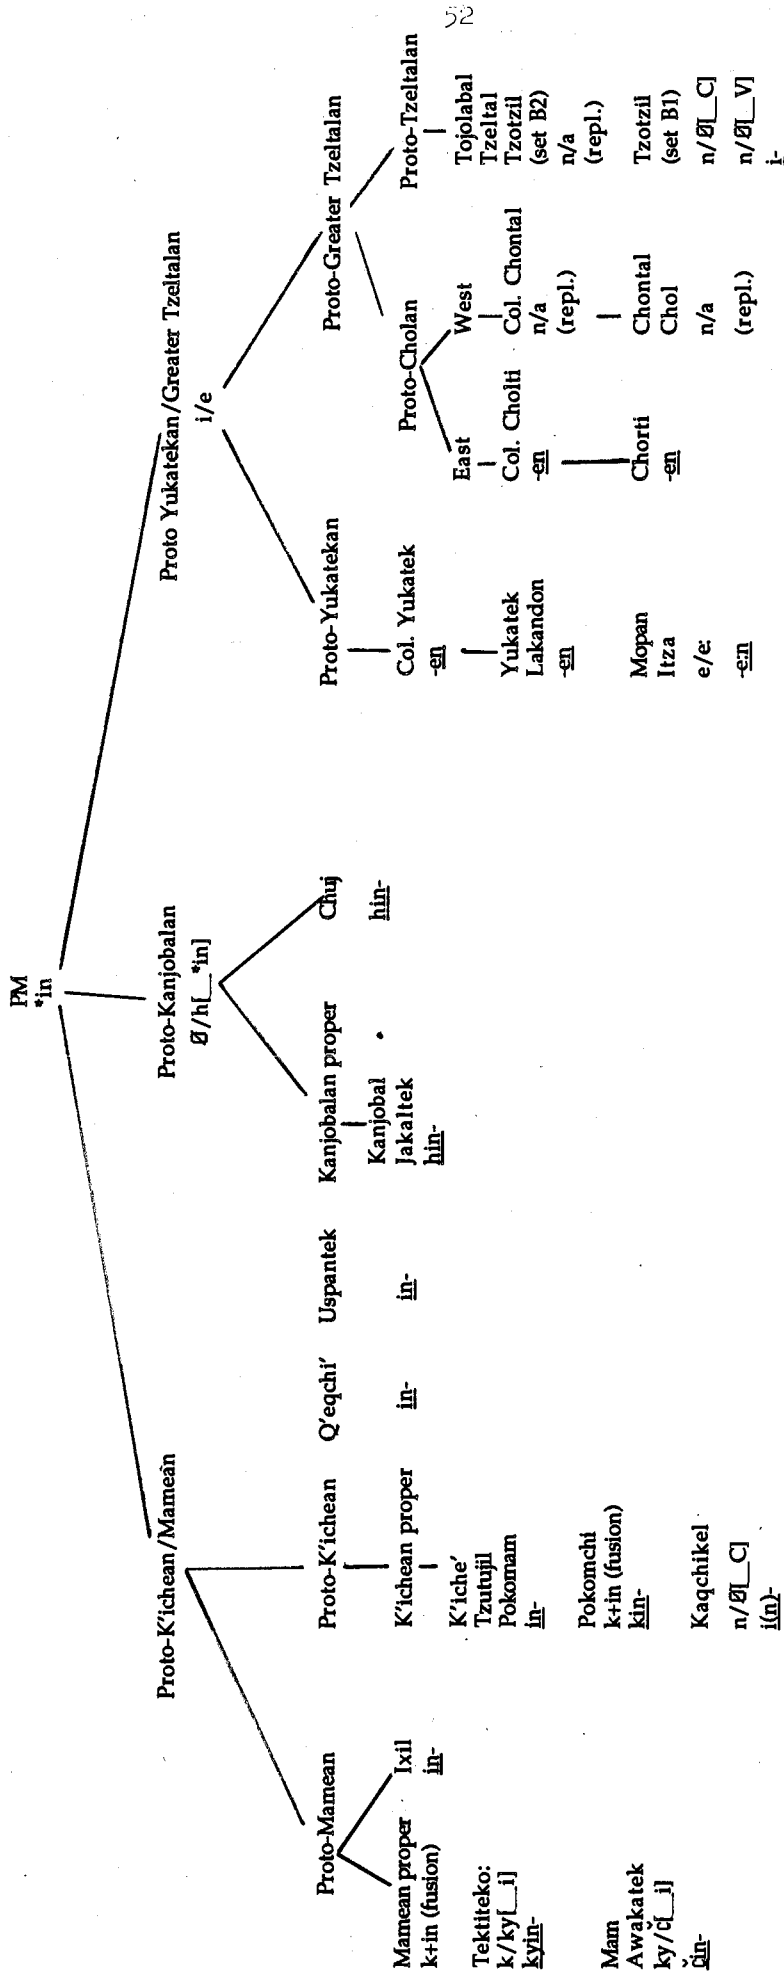 52
PM
*in
Proto-K'ichean/Mamean
Proto-Kanjobalan
Ø/h[__*in]
Proto Yukatekan/Greater Tzeltalan
i/e
Proto-Mamean
Mamean proper
k+in (fusion)
Tektiteko:
k/ky[__i]
kyin-
Mam
Awakatek
ky/č[__i]
čin-
Ixil
in-
Proto-K'ichean
K'ichean proper
K'iche'
Tzutujil
Pokomam
in-
Pokomchi
k+in (fusion)
kin-
Kaqchikel
n/Ø[__C]
i(n)-
Q'eqchi'
in-
Uspantek
in-
Kanjobalan proper
Kanjobal
Jakaltek
hin-
Chuj
hin-
Proto-Yukatekan
Col. Yukatek
-en
Yukatek
Lakandon
-en
Mopan
Itza
e/e:
-e:n
Proto-Greater Tzeltalan
Proto-Cholan
East
Col. Cholti
-en
Chorti
-en
West
Col. Chontal
n/a
(repl.)
Chontal
Chol
n/a
(repl.)
Proto-Tzeltalan
Tojolabal
Tzeltal
Tzotzil
(set B2)
n/a
(repl.)
Tzotzil
(set B1)
n/Ø[__C]
n/Ø[__V]
i-